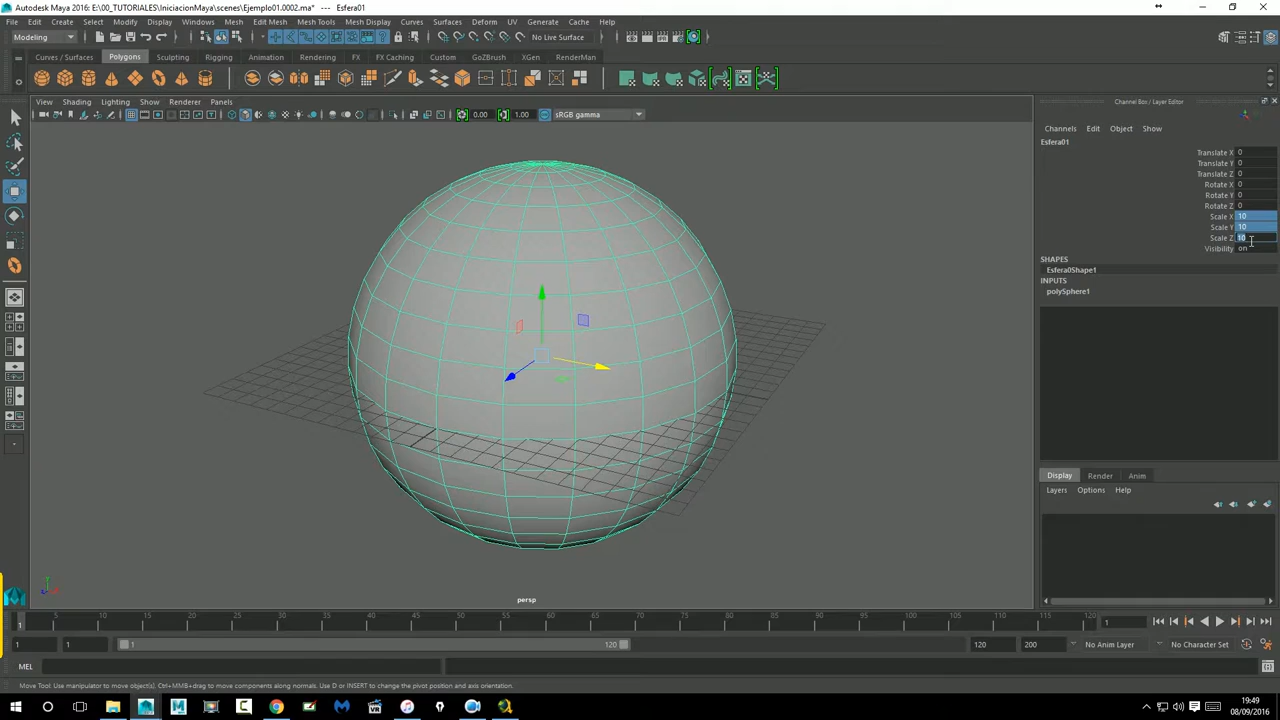 Autodesk Maya 2016: E:\00_TUTORIALES\IniciacionMaya\scenes\Ejemplo01.0002.ma* --- Esfera01
File Edit Create Select Modify Display Windows Mesh Edit Mesh Mesh Tools Mesh Display Curves Surfaces Deform UV Generate Cache Help
Modeling No Live Surface
Curves / Surfaces Polygons Sculpting Rigging Animation Rendering FX FX Caching Custom GoZBrush XGen RenderMan
View Shading Lighting Show Renderer Panels
0.00 1.00 sRGB gamma
Channel Box / Layer Editor
Channels Edit Object Show
Esfera01
Translate X 0
Translate Y 0
Translate Z 0
Rotate X 0
Rotate Y 0
Rotate Z 0
Scale X 10
Scale Y 10
Scale Z 10
Visibility on
SHAPES
Esfera0Shape1
INPUTS
polySphere1
Display Render Anim
Layers Options Help
persp
1 5 10 15 20 25 30 35 40 45 50 55 60 65 70 75 80 85 90 95 100 105 110 115 120 1
1 1 1 120 120 200 No Anim Layer No Character Set
MEL
Move Tool: Use manipulator to move object(s). Ctrl+MMB+drag to move components along normals. Use D or INSERT to change the pivot position and axis orientation.
19:49
08/09/2016